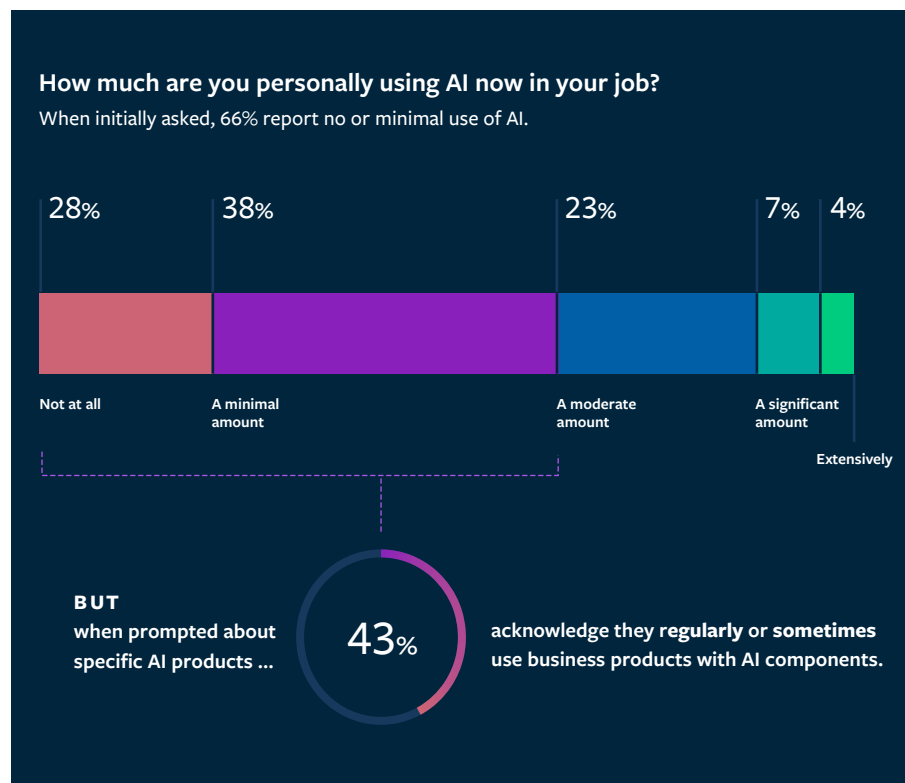 How much are you personally using AI now in your job?
When initially asked, 66% report no or minimal use of AI.
28%
38%
23%
7%
4%
Not at all
A minimal
amount
A moderate
amount
A significant
amount
Extensively
BUT
when prompted about
specific AI products ...
43%
acknowledge they regularly or sometimes
use business products with AI components.